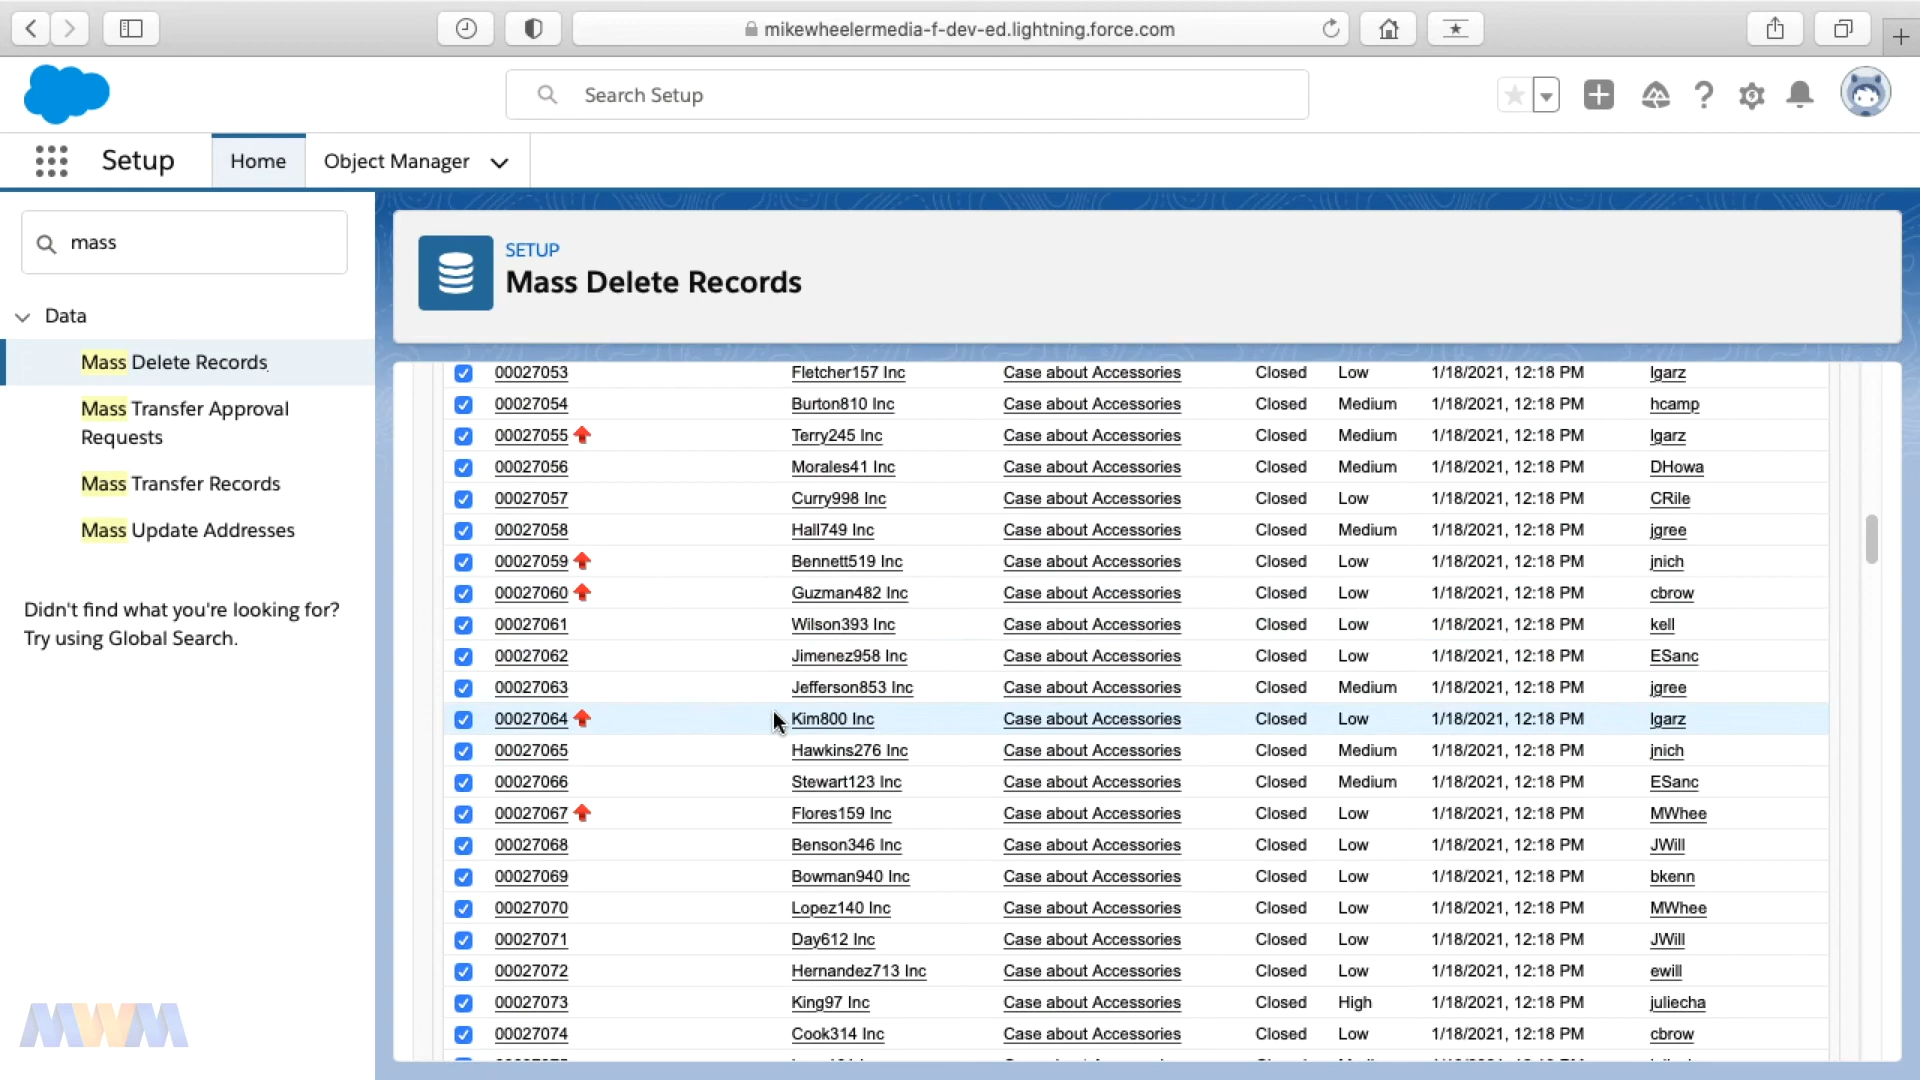 mikewheelermedia-f-dev-ed.lightning.force.com
Search Setup
Setup Home Object Manager
mass
Data
Mass Delete Records
Mass Transfer Approval
Requests
Mass Transfer Records
Mass Update Addresses
Didn't find what you're looking for?
Try using Global Search.
MWM
SETUP
Mass Delete Records
00027053 Fletcher157 Inc Case about Accessories Closed Low 1/18/2021, 12:18 PM lgarz
00027054 Burton810 Inc Case about Accessories Closed Medium 1/18/2021, 12:18 PM hcamp
00027055 Terry245 Inc Case about Accessories Closed Medium 1/18/2021, 12:18 PM lgarz
00027056 Morales41 Inc Case about Accessories Closed Medium 1/18/2021, 12:18 PM DHowa
00027057 Curry998 Inc Case about Accessories Closed Low 1/18/2021, 12:18 PM CRile
00027058 Hall749 Inc Case about Accessories Closed Medium 1/18/2021, 12:18 PM jgree
00027059 Bennett519 Inc Case about Accessories Closed Low 1/18/2021, 12:18 PM jnich
00027060 Guzman482 Inc Case about Accessories Closed Low 1/18/2021, 12:18 PM cbrow
00027061 Wilson393 Inc Case about Accessories Closed Low 1/18/2021, 12:18 PM kell
00027062 Jimenez958 Inc Case about Accessories Closed Low 1/18/2021, 12:18 PM ESanc
00027063 Jefferson853 Inc Case about Accessories Closed Medium 1/18/2021, 12:18 PM jgree
00027064 Kim800 Inc Case about Accessories Closed Low 1/18/2021, 12:18 PM lgarz
00027065 Hawkins276 Inc Case about Accessories Closed Medium 1/18/2021, 12:18 PM jnich
00027066 Stewart123 Inc Case about Accessories Closed Medium 1/18/2021, 12:18 PM ESanc
00027067 Flores159 Inc Case about Accessories Closed Low 1/18/2021, 12:18 PM MWhee
00027068 Benson346 Inc Case about Accessories Closed Low 1/18/2021, 12:18 PM JWill
00027069 Bowman940 Inc Case about Accessories Closed Low 1/18/2021, 12:18 PM bkenn
00027070 Lopez140 Inc Case about Accessories Closed Low 1/18/2021, 12:18 PM MWhee
00027071 Day612 Inc Case about Accessories Closed Low 1/18/2021, 12:18 PM JWill
00027072 Hernandez713 Inc Case about Accessories Closed Low 1/18/2021, 12:18 PM ewill
00027073 King97 Inc Case about Accessories Closed High 1/18/2021, 12:18 PM juliecha
00027074 Cook314 Inc Case about Accessories Closed Low 1/18/2021, 12:18 PM cbrow